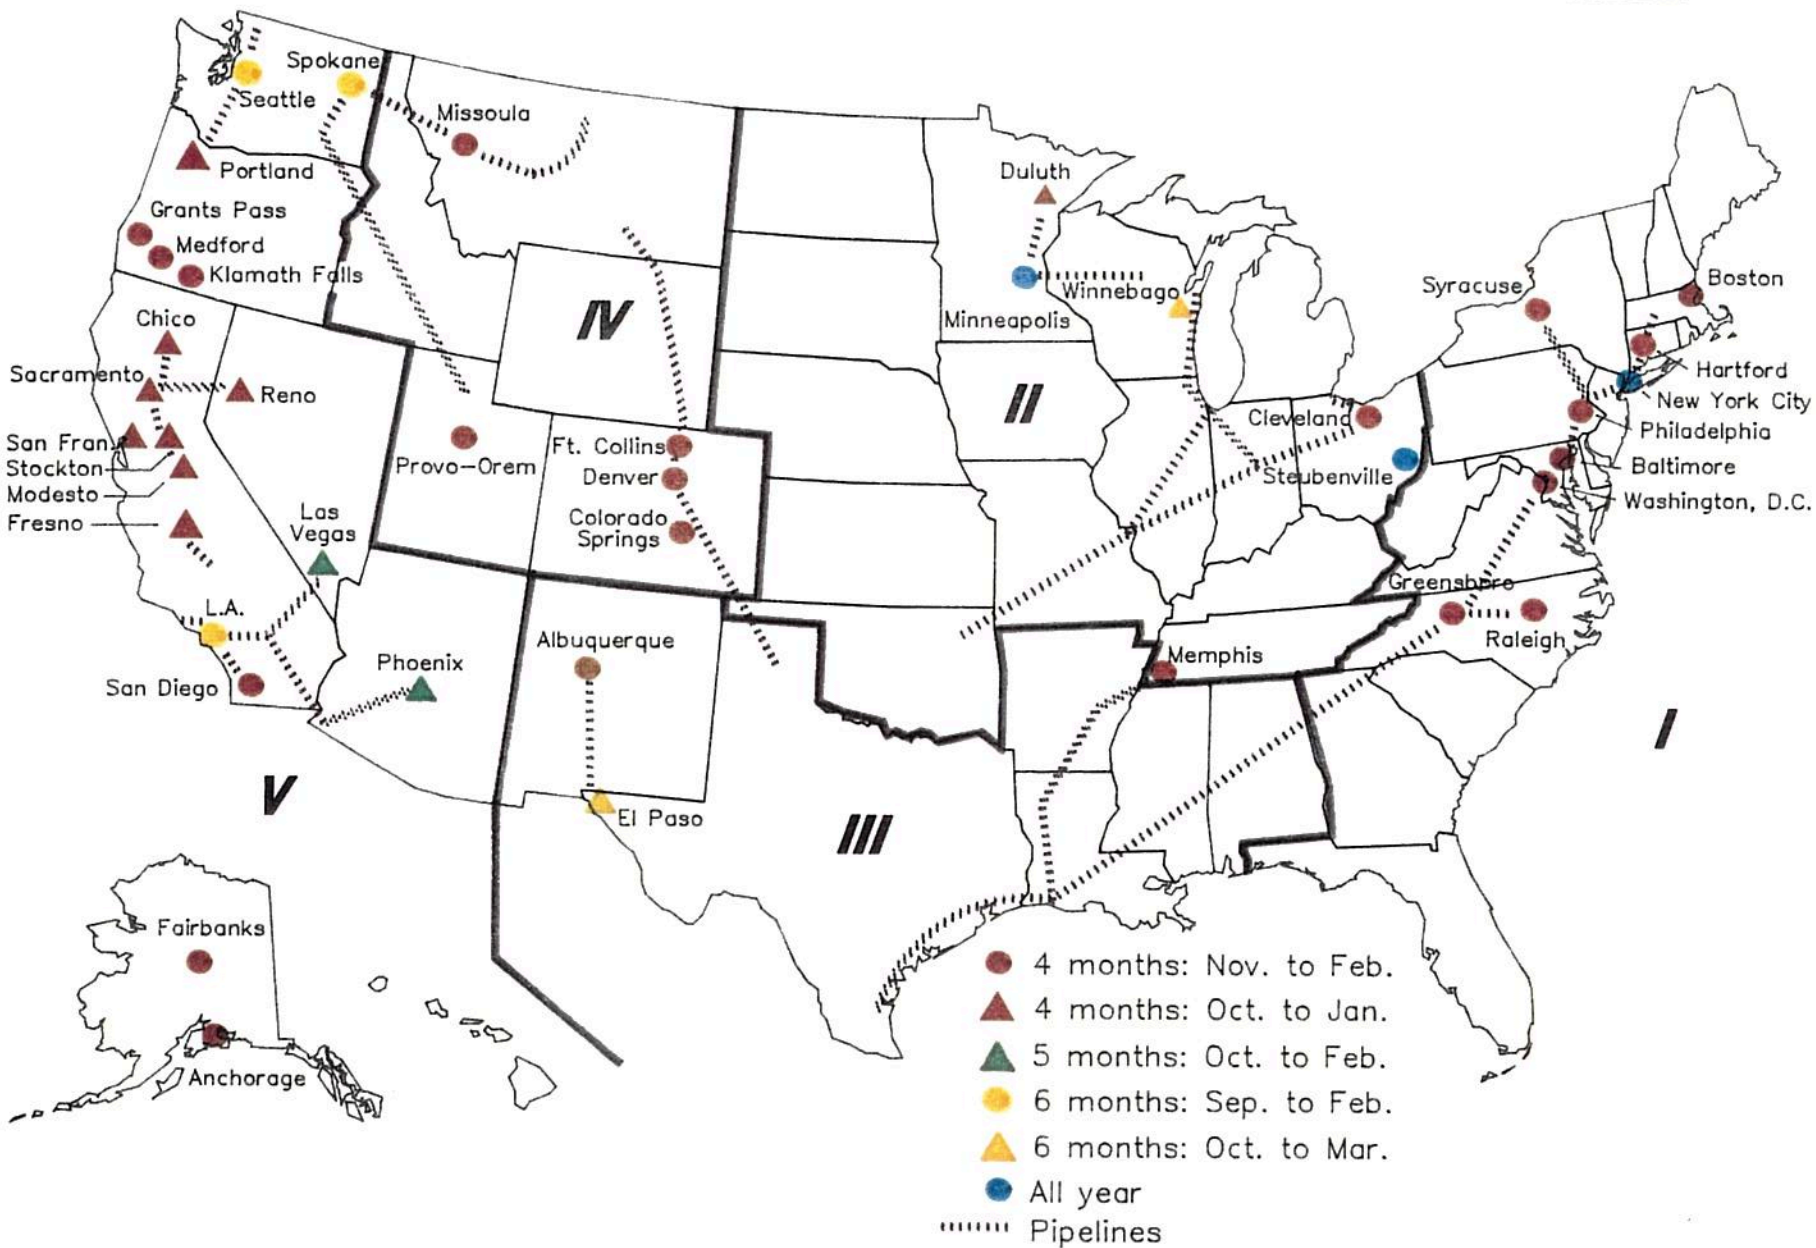 Spokane
Seattle
Missoula
Portland
Duluth
Grants Pass
Medford
Klamath Falls
Chico
Sacramento
Reno
San Fran.
Stockton
Modesto
Fresno
Las
Vegas
L.A.
San Diego
Phoenix
Provo-Orem
Ft. Collins
Denver
Colorado
Springs
Albuquerque
El Paso
Winnebago
Minneapolis
Syracuse
Boston
Hartford
New York City
Philadelphia
Baltimore
Washington, D.C.
Cleveland
Steubenville
Greensboro
Raleigh
Memphis
IV
II
I
V
III
Fairbanks
Anchorage
4 months: Nov. to Feb.
4 months: Oct. to Jan.
5 months: Oct. to Feb.
6 months: Sep. to Feb.
6 months: Oct. to Mar.
All year
Pipelines